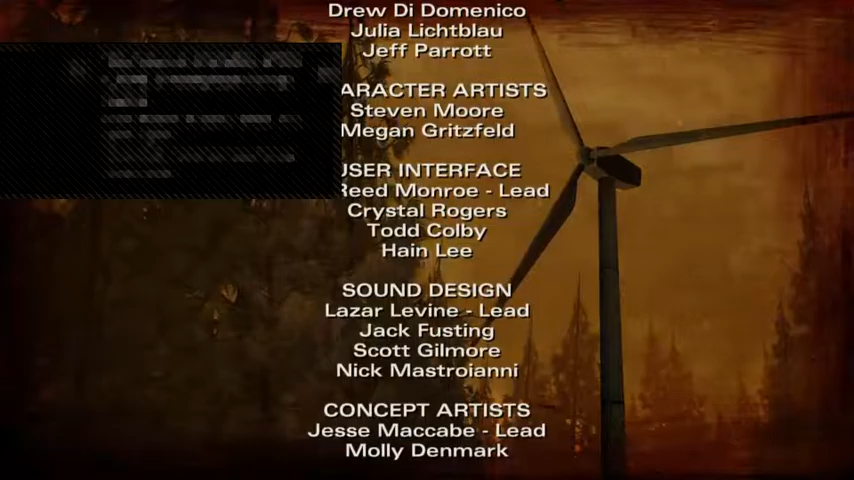 Drew Di Domenico
Julia Lichtblau
Jeff Parrott
ARACTER ARTISTS
Steven Moore
Megan Gritzfeld
USER INTERFACE
Reed Monroe - Lead
Crystal Rogers
Todd Colby
Hain Lee
SOUND DESIGN
Lazar Levine - Lead
Jack Fusting
Scott Gilmore
Nick Mastroianni
CONCEPT ARTISTS
Jesse Maccabe - Lead
Molly Denmark